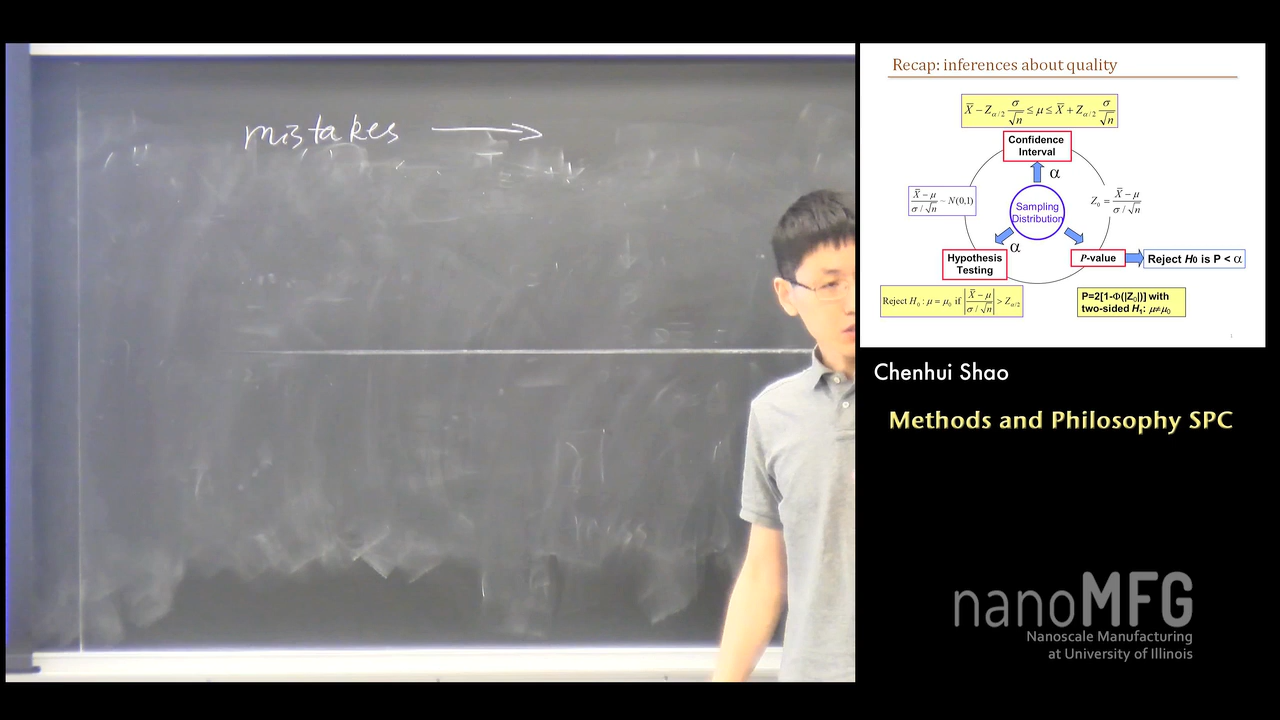 mistakes →
Recap: inferences about quality
X̄ − Z_{α/2} σ/√n ≤ μ ≤ X̄ + Z_{α/2} σ/√n
Confidence
Interval
α
X̄ − μ / σ / √n ~ N(0,1)
Sampling
Distribution
Z₀ = X̄ − μ / σ / √n
α
Hypothesis
Testing
P-value
Reject H₀ is P < α
Reject H₀ : μ = μ₀ if |X̄ − μ / σ / √n| > Z_{α/2}
P=2[1-Φ(|Z₀|)] with
two-sided H₁: μ≠μ₀
Chenhui Shao
Methods and Philosophy SPC
nanoMFG
Nanoscale Manufacturing
at University of Illinois